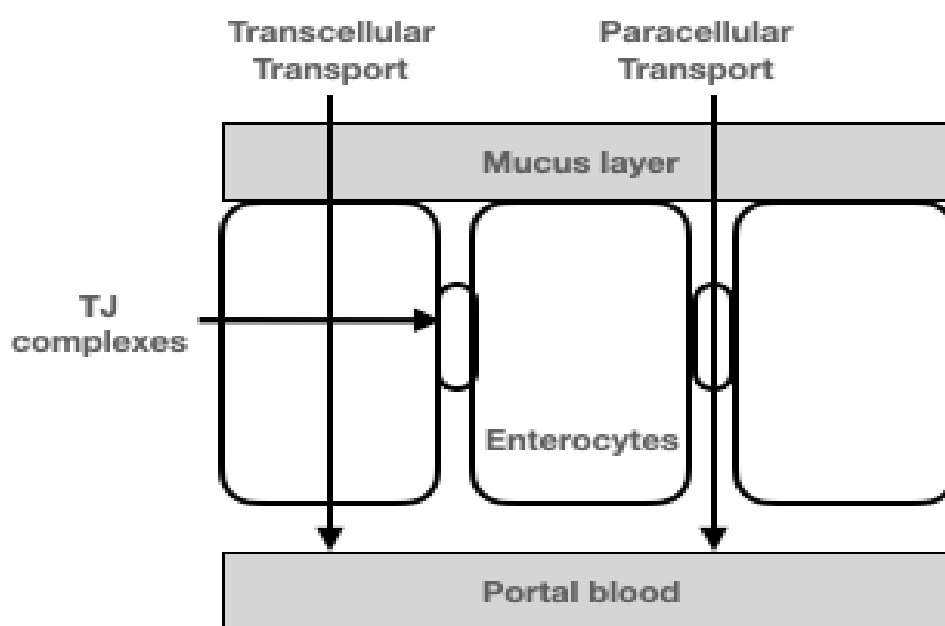 Transcellular
Transport
Paracellular
Transport
Mucus layer
TJ
complexes
Enterocytes
Portal blood